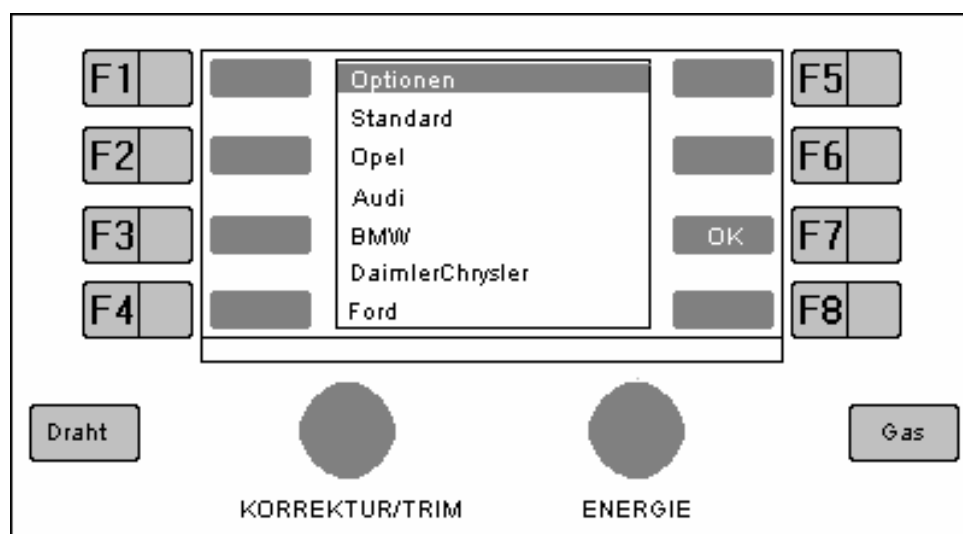 F1
F2
F3
F4
Optionen
Standard
Opel
Audi
BMW
DaimlerChrysler
Ford
OK
F5
F6
F7
F8
Draht
KORREKTUR/TRIM
ENERGIE
Gas